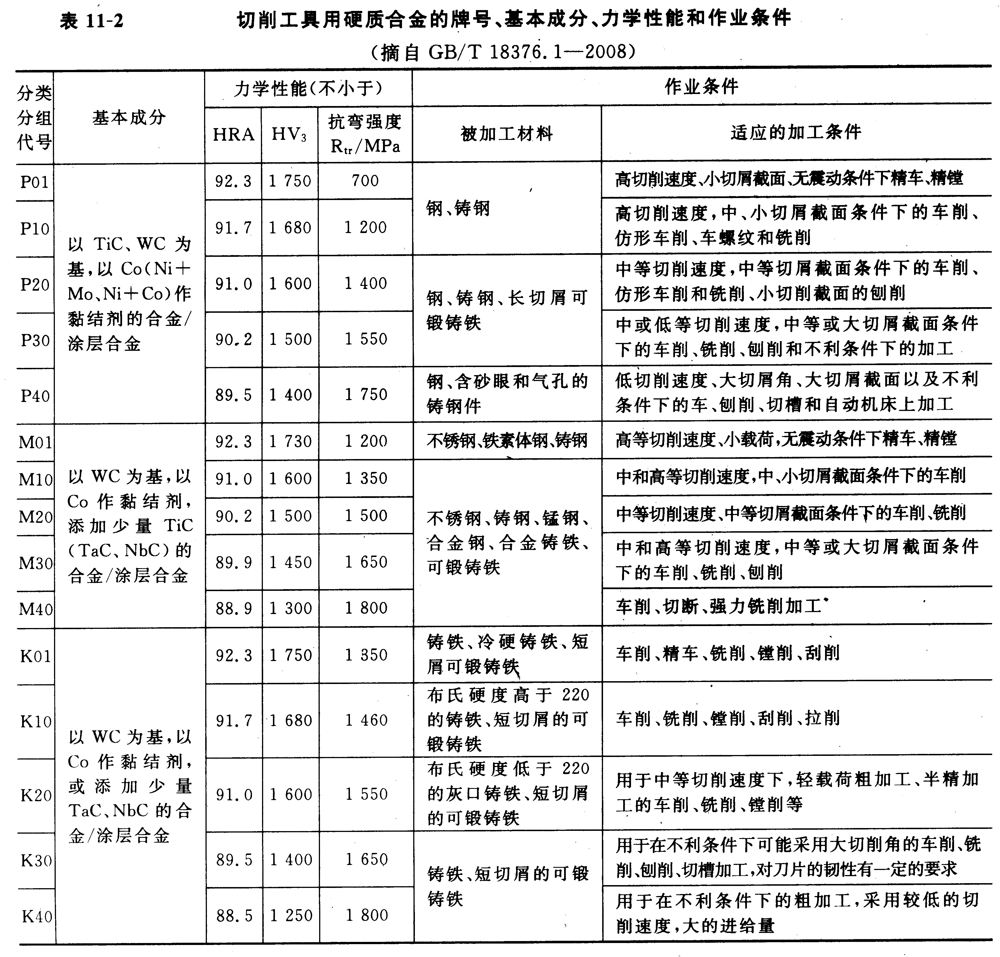 表 11-2 切削工具用硬质合金的牌号、基本成分、力学性能和作业条件
（摘自 GB/T 18376.1—2008）
分类
分组
代号
基本成分
力学性能(不小于)
作业条件
HRA
HV₃
抗弯强度
Rtr/MPa
被加工材料
适应的加工条件
以 TiC、WC 为
基,以 Co(Ni+
Mo、Ni+Co)作
黏结剂的合金/
涂层合金
P01
92.3
1 750
700
钢、铸钢
高切削速度、小切屑截面、无震动条件下精车、精镗
P10
91.7
1 680
1 200
高切削速度,中、小切屑截面条件下的车削、
仿形车削、车螺纹和铣削
P20
91.0
1 600
1 400
钢、铸钢、长切屑可
锻铸铁
中等切削速度,中等切屑截面条件下的车削、
仿形车削和铣削、小切削截面的刨削
P30
90.2
1 500
1 550
中或低等切削速度,中等或大切屑截面条件
下的车削、铣削、刨削和不利条件下的加工
P40
89.5
1 400
1 750
钢、含砂眼和气孔的
铸钢件
低切削速度、大切屑角、大切屑截面以及不利
条件下的车、刨削、切槽和自动机床上加工
以 WC 为基,以
Co 作黏结剂,
添加少量 TiC
(TaC、NbC)的
合金/涂层合金
M01
92.3
1 730
1 200
不锈钢、铁素体钢、铸钢
高等切削速度、小载荷,无震动条件下精车、精镗
M10
91.0
1 600
1 350
不锈钢、铸钢、锰钢、
合金钢、合金铸铁、
可锻铸铁
中和高等切削速度,中、小切屑截面条件下的车削
M20
90.2
1 500
1 500
中等切削速度、中等切屑截面条件下的车削、铣削
M30
89.9
1 450
1 650
中和高等切削速度,中等或大切屑截面条件
下的车削、铣削、刨削
M40
88.9
1 300
1 800
车削、切断、强力铣削加工
以 WC 为基,以
Co 作黏结剂,
或添加少量
TaC、NbC 的合
金/涂层合金
K01
92.3
1 750
1 350
铸铁、冷硬铸铁、短
屑可锻铸铁
车削、精车、铣削、镗削、刮削
K10
91.7
1 680
1 460
布氏硬度高于 220
的铸铁、短切屑的可
锻铸铁
车削、铣削、镗削、刮削、拉削
K20
91.0
1 600
1 550
布氏硬度低于 220
的灰口铸铁、短切屑
的可锻铸铁
用于中等切削速度下,轻载荷粗加工、半精加
工的车削、铣削、镗削等
K30
89.5
1 400
1 650
铸铁、短切屑的可锻
铸铁
用于在不利条件下可能采用大切削角的车削、铣
削、刨削、切槽加工,对刀片的韧性有一定的要求
K40
88.5
1 250
1 800
用于在不利条件下的粗加工,采用较低的切
削速度,大的进给量